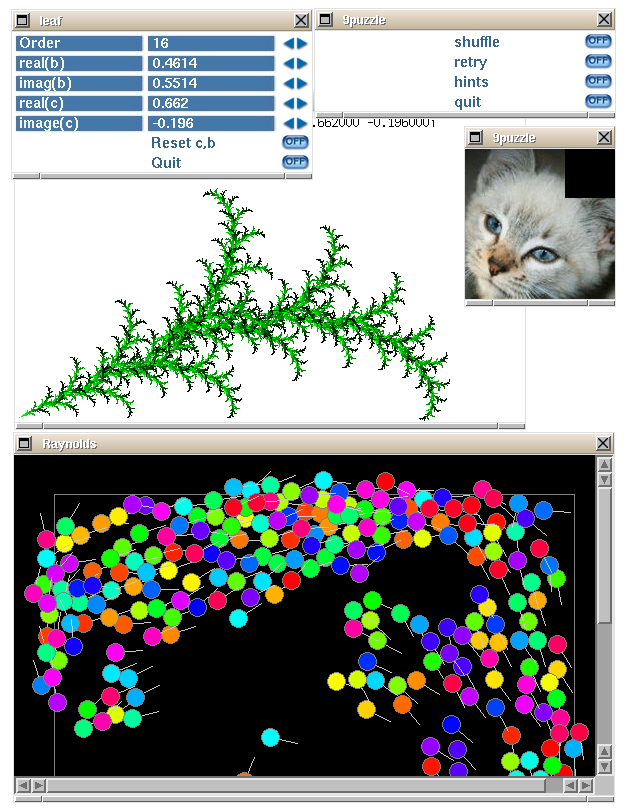 leaf
Order 16
real(b) 0.4614
imag(b) 0.5514
real(c) 0.662
image(c) -0.196
Reset c,b OFF
Quit OFF
9puzzle
shuffle OFF
retry OFF
hints OFF
quit OFF
.662000 -0.196000i
9puzzle
Raynolds